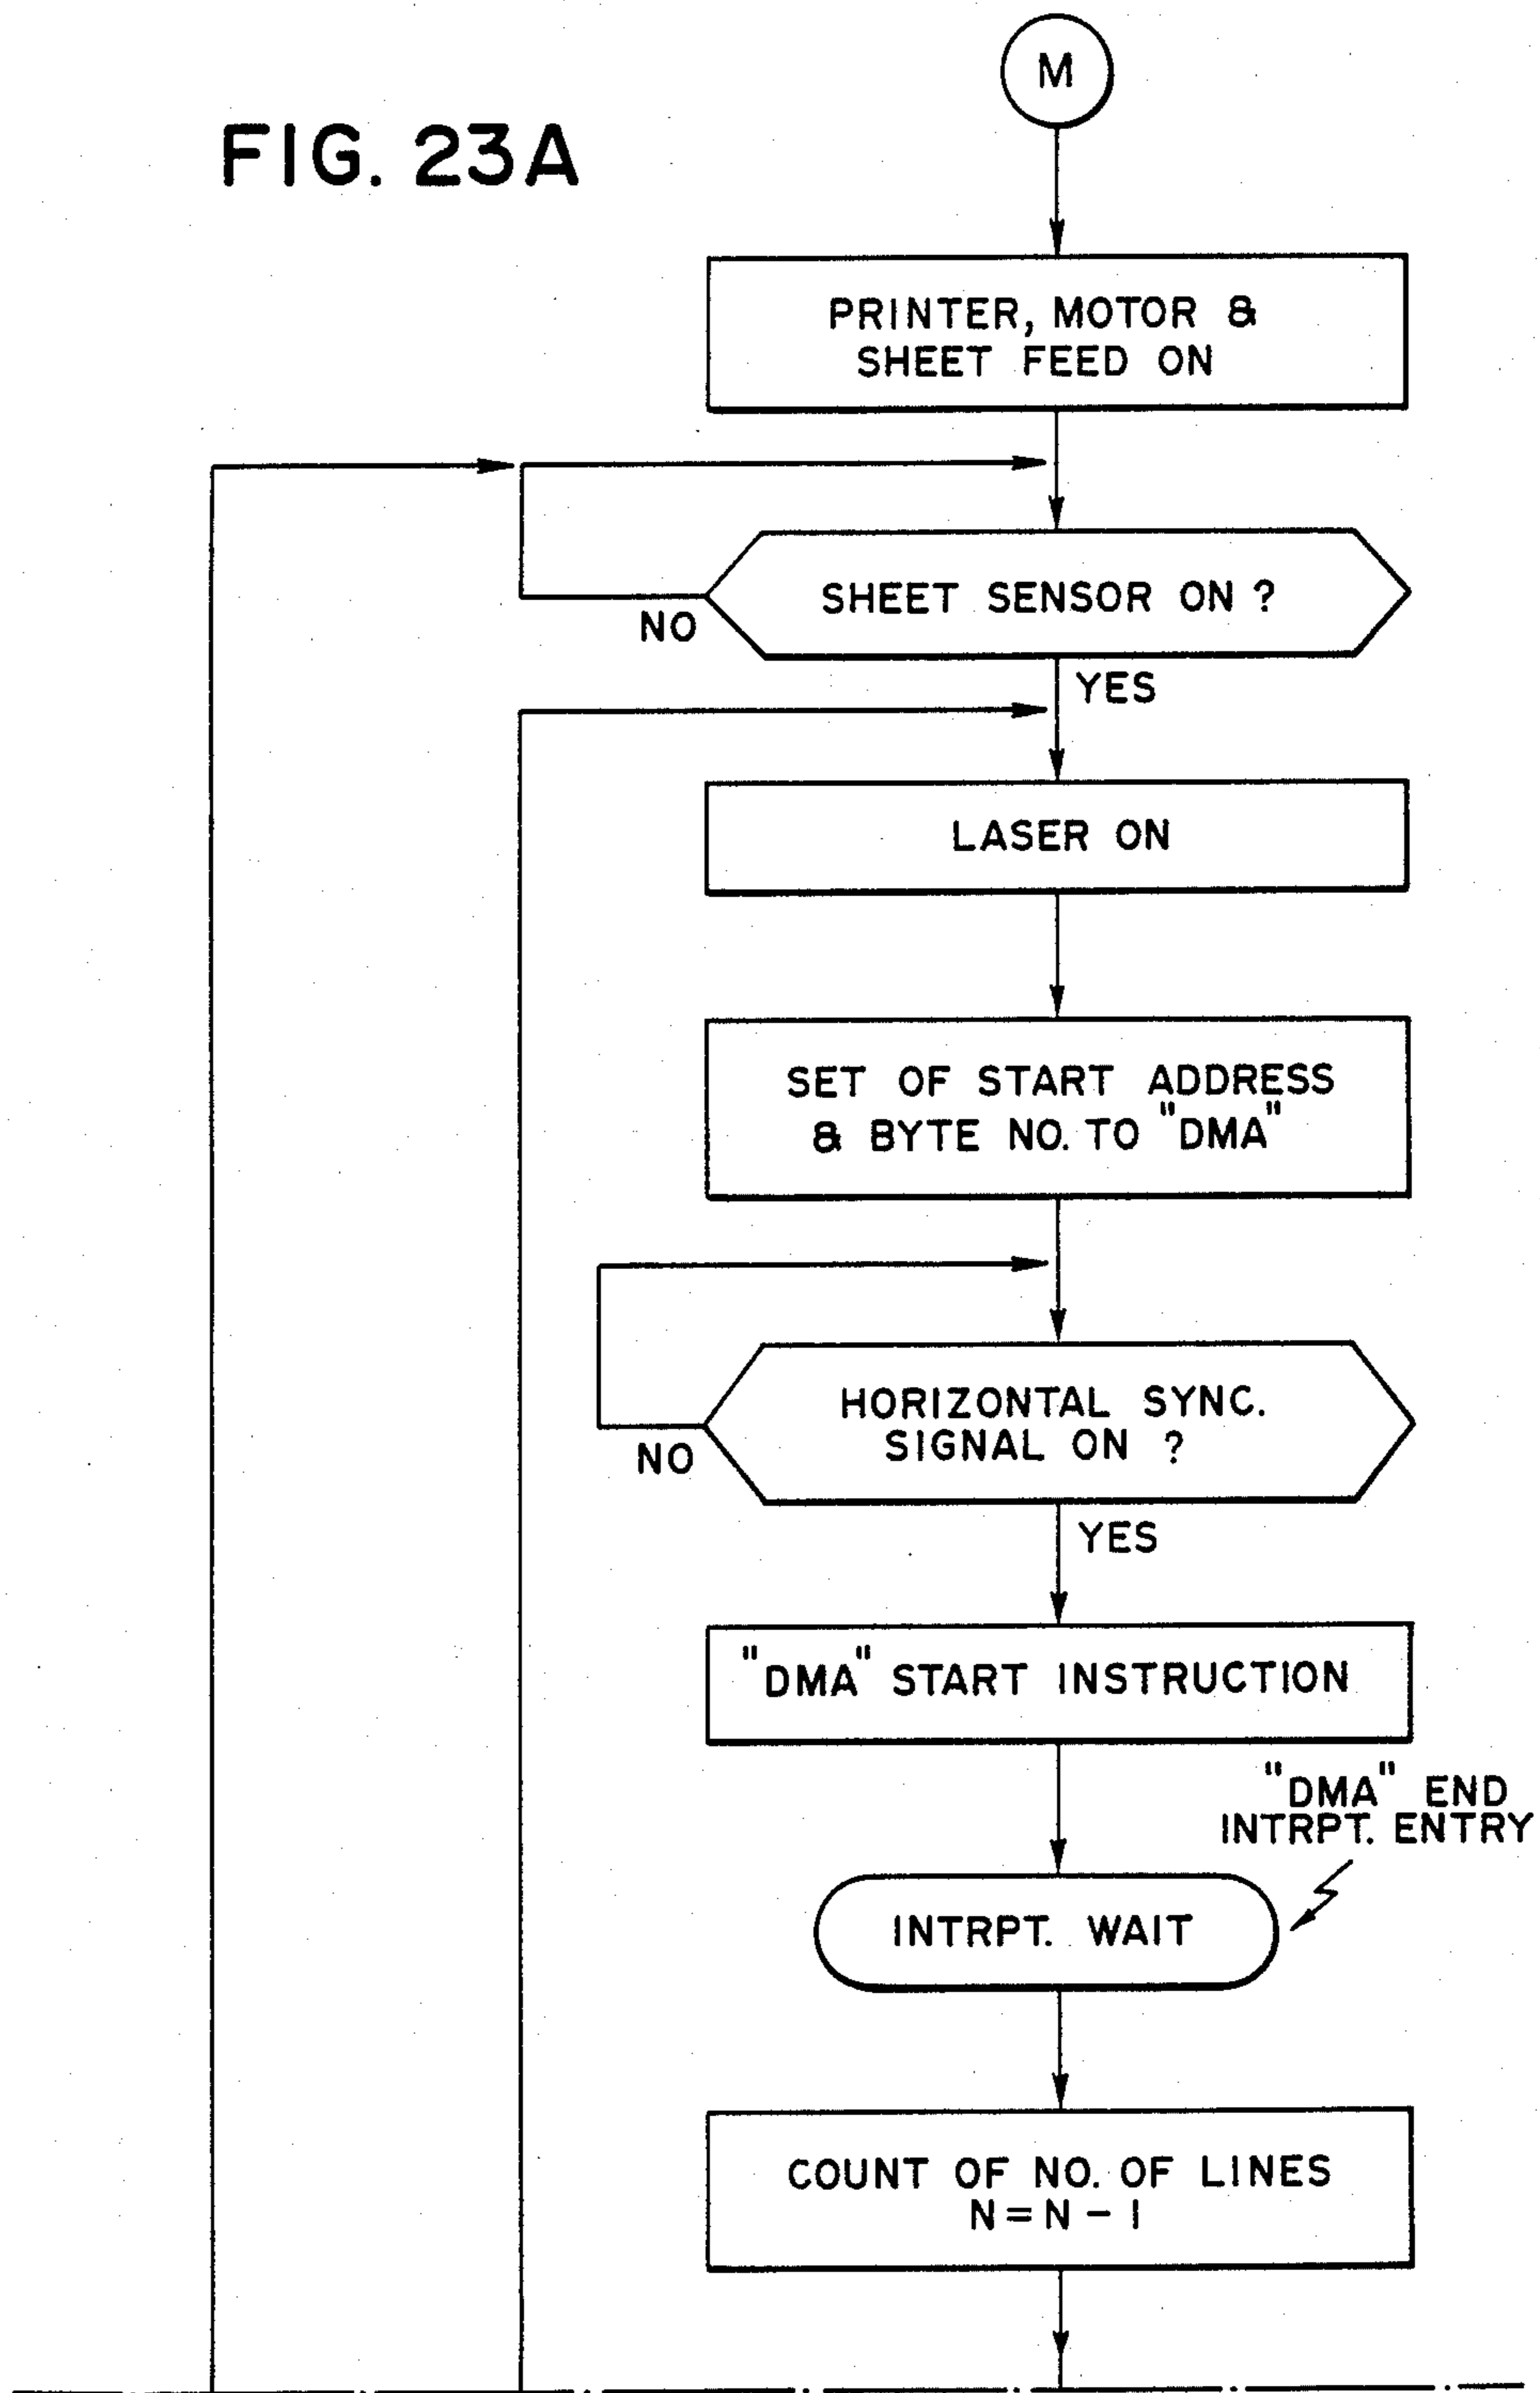 M
FIG. 23A
PRINTER, MOTOR &
SHEET FEED ON
SHEET SENSOR ON ?
NO
YES
LASER ON
SET OF START ADDRESS
& BYTE NO. TO "DMA"
HORIZONTAL SYNC.
SIGNAL ON ?
NO
YES
"DMA" START INSTRUCTION
"DMA" END
INTRPT. ENTRY
INTRPT. WAIT
COUNT OF NO. OF LINES
N = N - 1